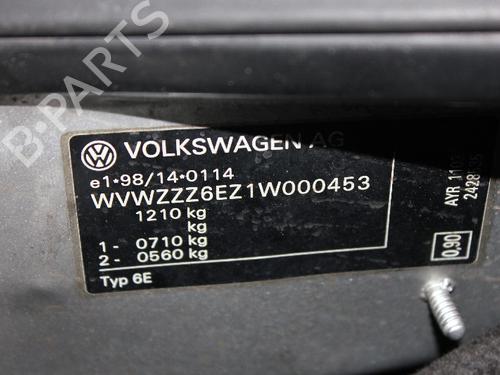 VOLKSWAGEN AG
e1*98/14*0114
WVWZZZ6EZ1W000453
1210 kg
kg
1- 0710 kg
2- 0560 kg
Typ 6E
0,90
B-PARTS